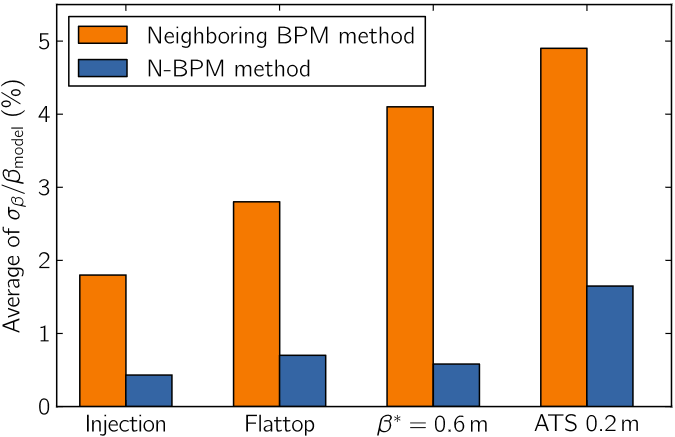 Neighboring BPM method
N-BPM method
Average of σβ/βmodel (%)
5
4
3
2
1
0
Injection
Flattop
β* = 0.6 m
ATS 0.2 m